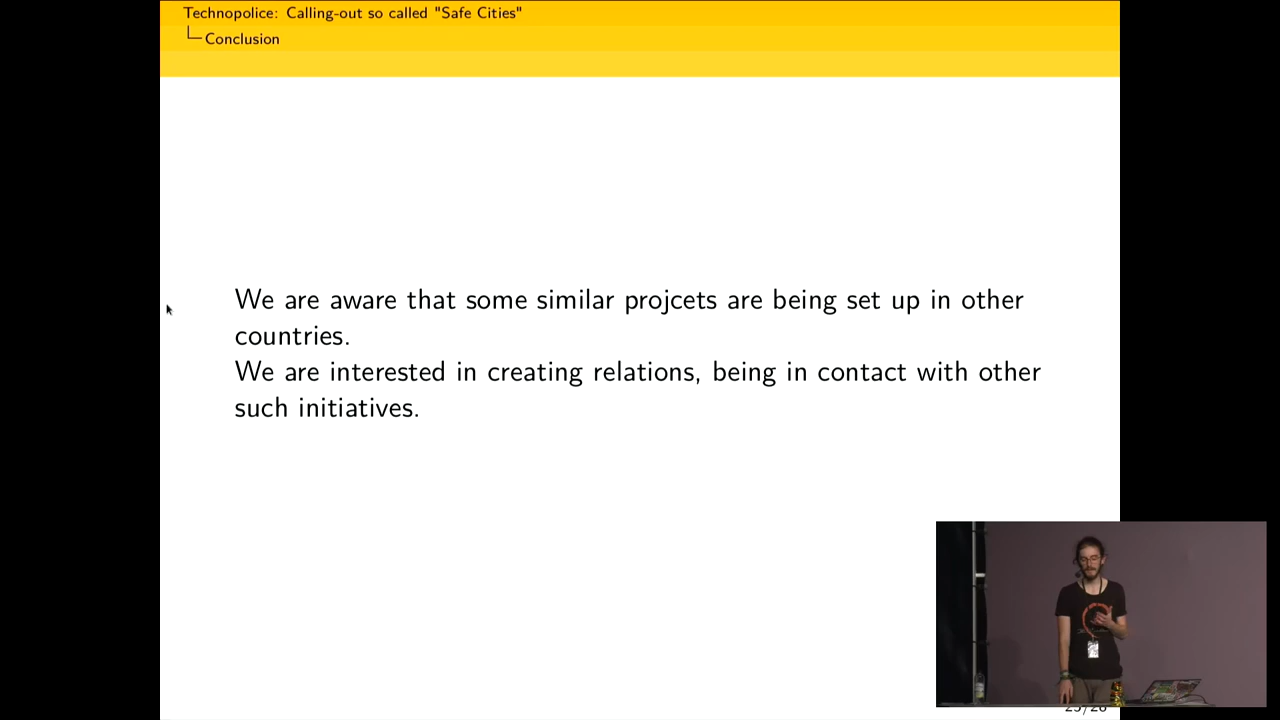 Technopolice: Calling-out so called "Safe Cities"
Conclusion
We are aware that some similar projcets are being set up in other
countries.
We are interested in creating relations, being in contact with other
such initiatives.